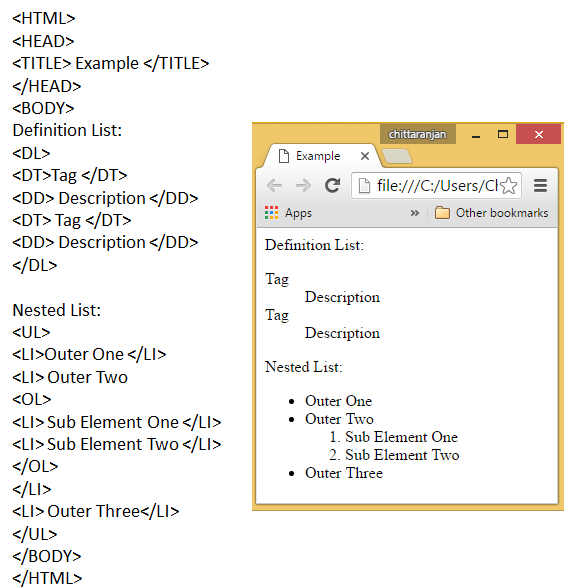 <HTML>
<HEAD>
<TITLE> Example </TITLE>
</HEAD>
<BODY>
Definition List:
<DL>
<DT>Tag </DT>
<DD> Description </DD>
<DT> Tag </DT>
<DD> Description </DD>
</DL>
Nested List:
<UL>
<LI>Outer One </LI>
<LI> Outer Two
<OL>
<LI> Sub Element One </LI>
<LI> Sub Element Two </LI>
</OL>
</LI>
<LI> Outer Three</LI>
</UL>
</BODY>
</HTML>
chittaranjan
Example
file:///C:/Users/Cl
Apps » Other bookmarks
Definition List:
Tag
Description
Tag
Description
Nested List:
• Outer One
• Outer Two
1. Sub Element One
2. Sub Element Two
• Outer Three